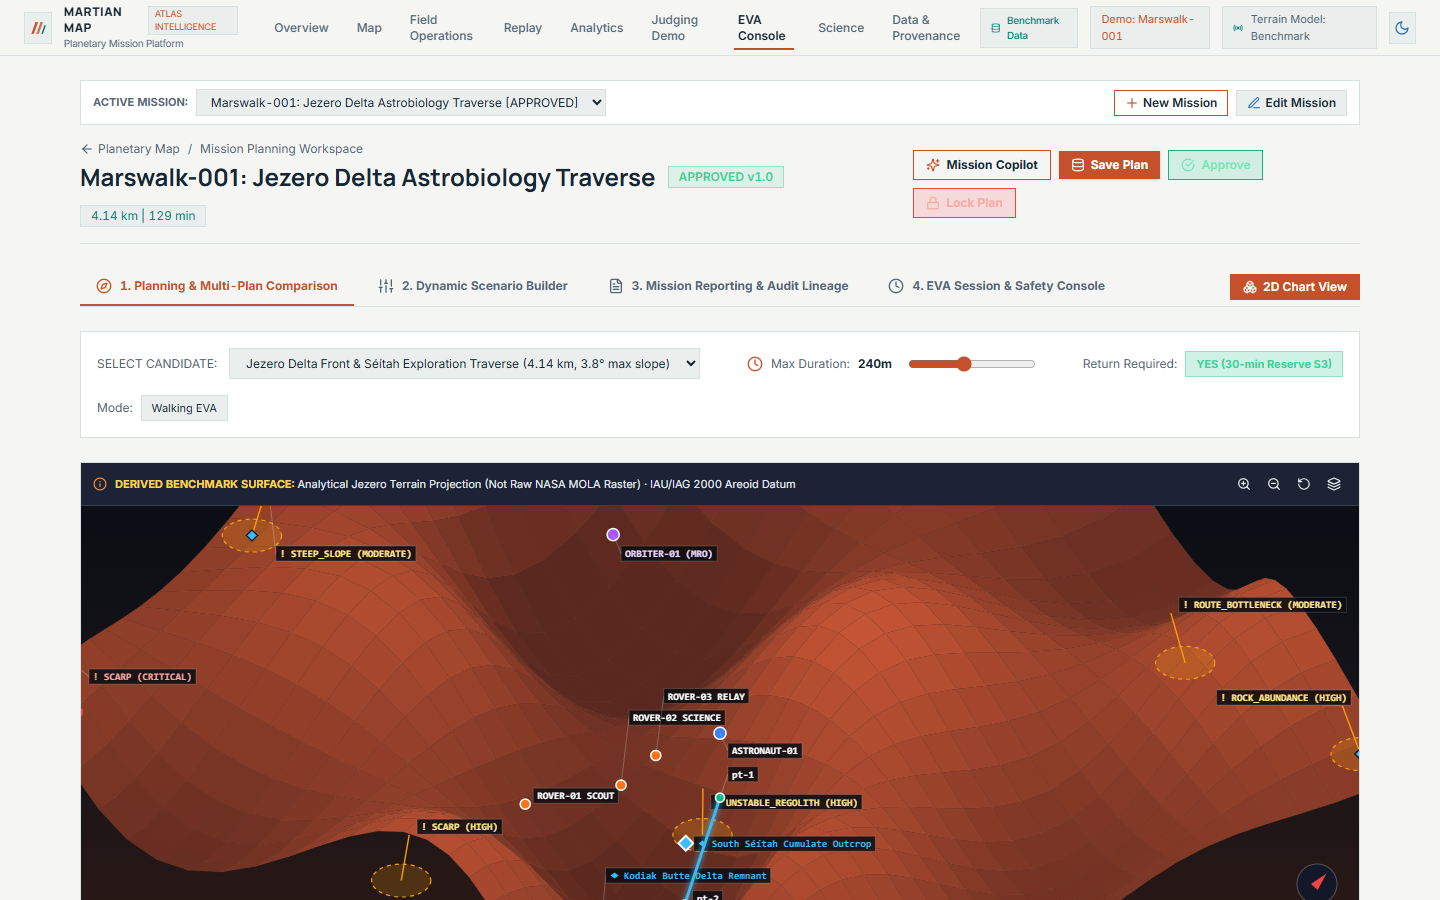 MARTIAN
MAP
ATLAS
INTELLIGENCE
Planetary Mission Platform
Overview
Map
Field
Operations
Replay
Analytics
Judging
Demo
EVA
Console
Science
Data &
Provenance
Benchmark
Data
Demo: Marswalk-
001
Terrain Model:
Benchmark
ACTIVE MISSION:
Marswalk-001: Jezero Delta Astrobiology Traverse [APPROVED]
New Mission
Edit Mission
Planetary Map / Mission Planning Workspace
Marswalk-001: Jezero Delta Astrobiology Traverse
APPROVED v1.0
Mission Copilot
Save Plan
Approve
Lock Plan
4.14 km | 129 min
1. Planning & Multi-Plan Comparison
2. Dynamic Scenario Builder
3. Mission Reporting & Audit Lineage
4. EVA Session & Safety Console
2D Chart View
SELECT CANDIDATE:
Jezero Delta Front & Séítah Exploration Traverse (4.14 km, 3.8° max slope)
Max Duration: 240m
Return Required:
YES (30-min Reserve S3)
Mode:
Walking EVA
DERIVED BENCHMARK SURFACE: Analytical Jezero Terrain Projection (Not Raw NASA MOLA Raster) · IAU/IAG 2000 Areoid Datum
! STEEP_SLOPE (MODERATE)
ORBITER-01 (MRO)
! ROUTE_BOTTLENECK (MODERATE)
! SCARP (CRITICAL)
ROVER-03 RELAY
! ROCK_ABUNDANCE (HIGH)
ROVER-02 SCIENCE
ASTRONAUT-01
pt-1
ROVER-01 SCOUT
UNSTABLE_REGOLITH (HIGH)
! SCARP (HIGH)
South Séítah Cumulate Outcrop
Kodiak Butte Delta Remnant
pt-2